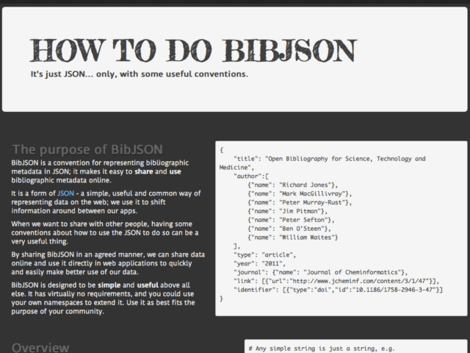 HOW TO DO BIBJSON
It's just JSON... only, with some useful conventions.
The purpose of BibJSON
BibJSON is a convention for representing bibliographic
metadata in JSON; it makes it easy to share and use
bibliographic metadata online.
It is a form of JSON - a simple, useful and common way of
representing data on the web; we use it to shift
information around between our apps.
When we want to share with other people, having some
conventions about how to use the JSON to do so can be a
very useful thing.
By sharing BibJSON in an agreed manner, we can share data
online and use it directly in web applications to quickly
and easily make better use of our data.
BibJSON is designed to be simple and useful above all
else. It has virtually no requirements, and you could use
your own namespaces to extend it. Use it as best fits the
purpose of your community.
{
"title": "Open Bibliography for Science, Technology and
Medicine",
"author":[
{"name": "Richard Jones"},
{"name": "Mark MacGillivray"},
{"name": "Peter Murray-Rust"},
{"name": "Jim Pitman"},
{"name": "Peter Sefton"},
{"name": "Ben O'Steen"},
{"name": "William Waites"}
],
"type": "article",
"year": "2011",
"journal": {"name": "Journal of Cheminformatics"},
"link": [{"url":"http://www.jcheminf.com/content/3/1/47"}],
"identifier": [{"type":"doi","id":"10.1186/1758-2946-3-47"}]
}
Overview
# Any simple string is just a string, e.g.